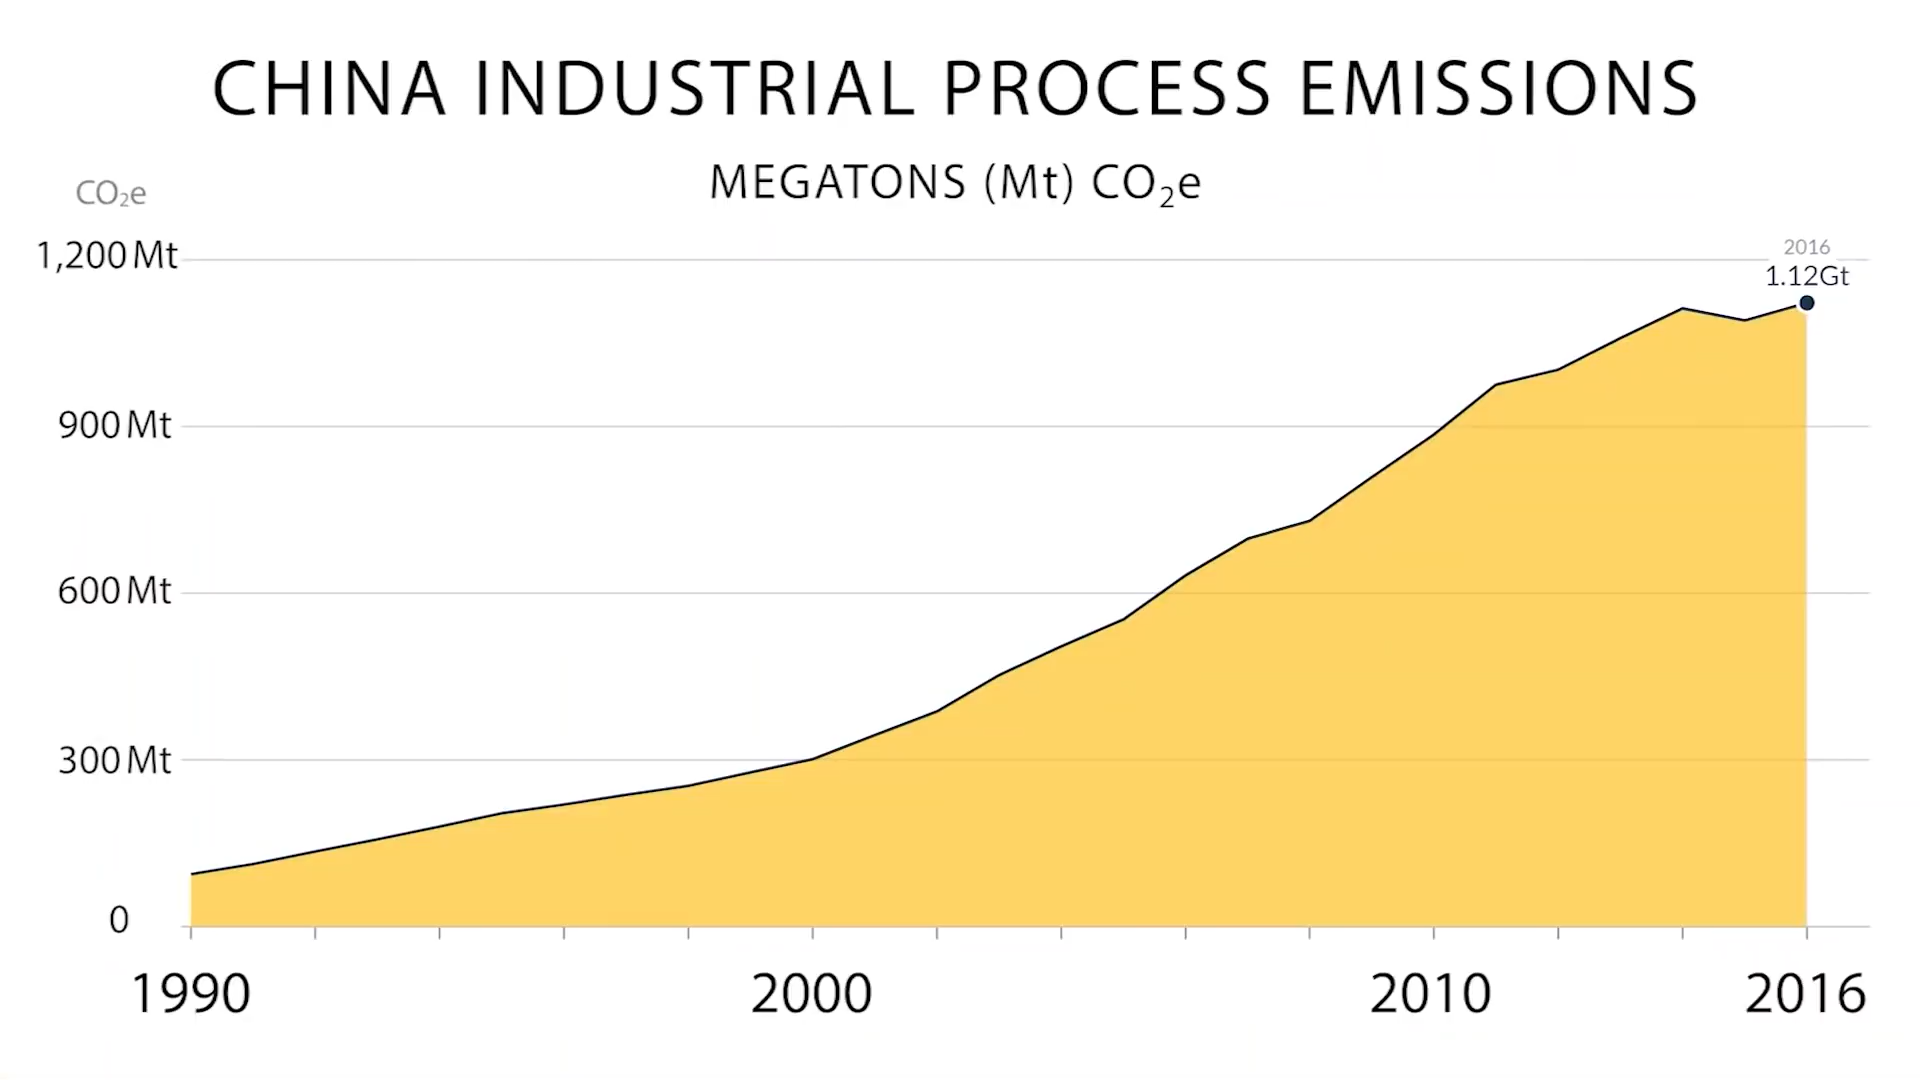 CHINA INDUSTRIAL PROCESS EMISSIONS
MEGATONS (Mt) CO₂e
CO₂e
1,200 Mt
2016
1.12Gt
900 Mt
600 Mt
300 Mt
0
1990
2000
2010
2016